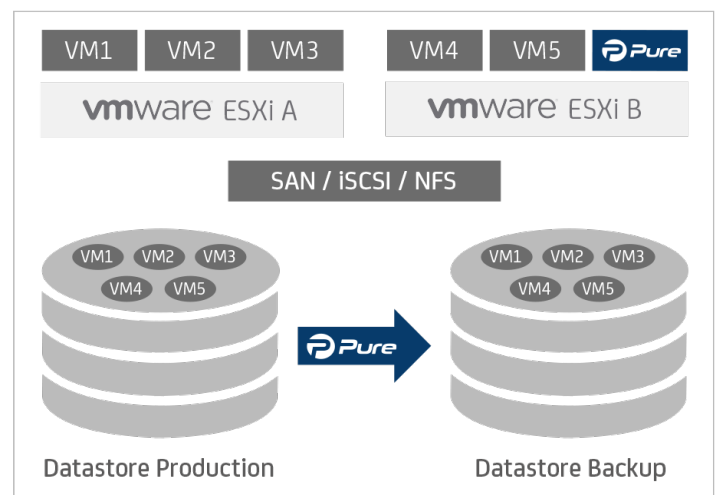 VM1 VM2 VM3 VM4 VM5 Pure
vmware ESXi A vmware ESXi B
SAN / iSCSI / NFS
VM1 VM2 VM3 VM1 VM2 VM3
VM4 VM5 VM4 VM5
Pure
Datastore Production Datastore Backup